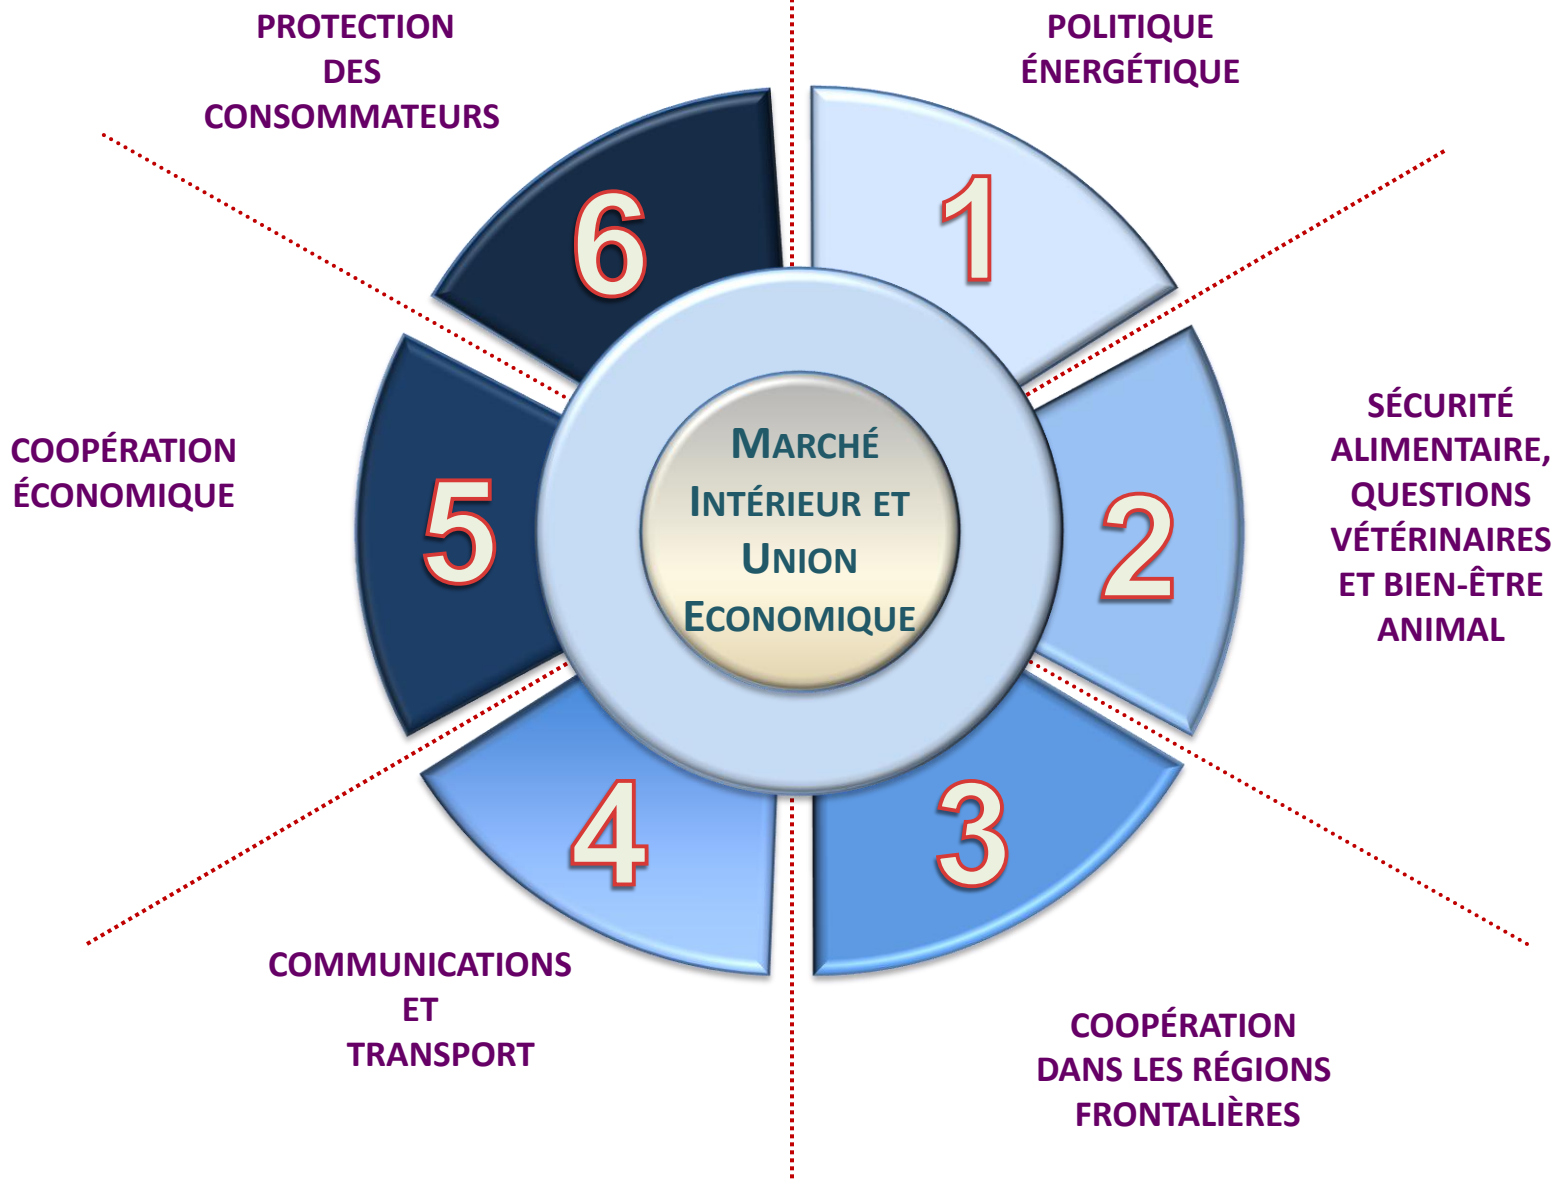 PROTECTION
DES
CONSOMMATEURS
POLITIQUE
ÉNERGÉTIQUE
6
1
COOPÉRATION
ÉCONOMIQUE
5
MARCHÉ
INTÉRIEUR ET
UNION
ECONOMIQUE
2
SÉCURITÉ
ALIMENTAIRE,
QUESTIONS
VÉTÉRINAIRES
ET BIEN-ÊTRE
ANIMAL
4
3
COMMUNICATIONS
ET
TRANSPORT
COOPÉRATION
DANS LES RÉGIONS
FRONTALIÈRES